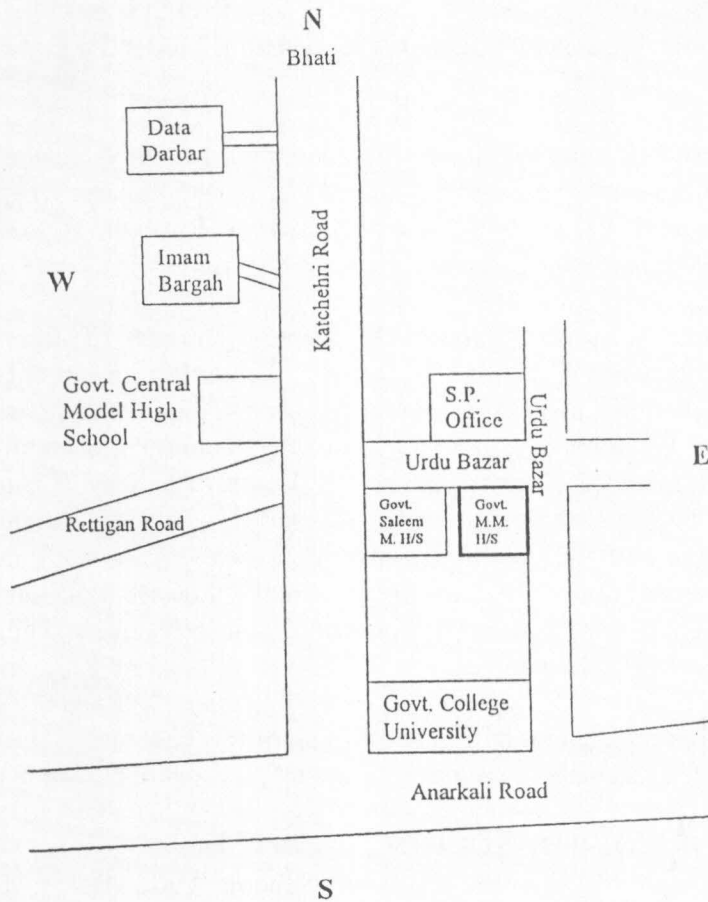 N
Bhati
Data
Darbar
Katchehri Road
Imam
Bargah
W
Govt. Central
Model High
School
S.P.
Office
Urdu Bazar
Urdu Bazar
E
Rettigan Road
Govt.
Saleem
M. H/S
Govt.
M.M.
H/S
Govt. College
University
Anarkali Road
S